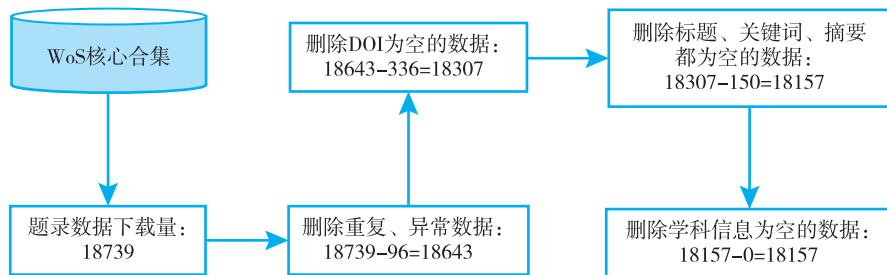 WoS核心合集
题录数据下载量：
18739
删除重复、异常数据：
18739-96=18643
删除DOI为空的数据：
18643-336=18307
删除标题、关键词、摘要
都为空的数据：
18307-150=18157
删除学科信息为空的数据：
18157-0=18157